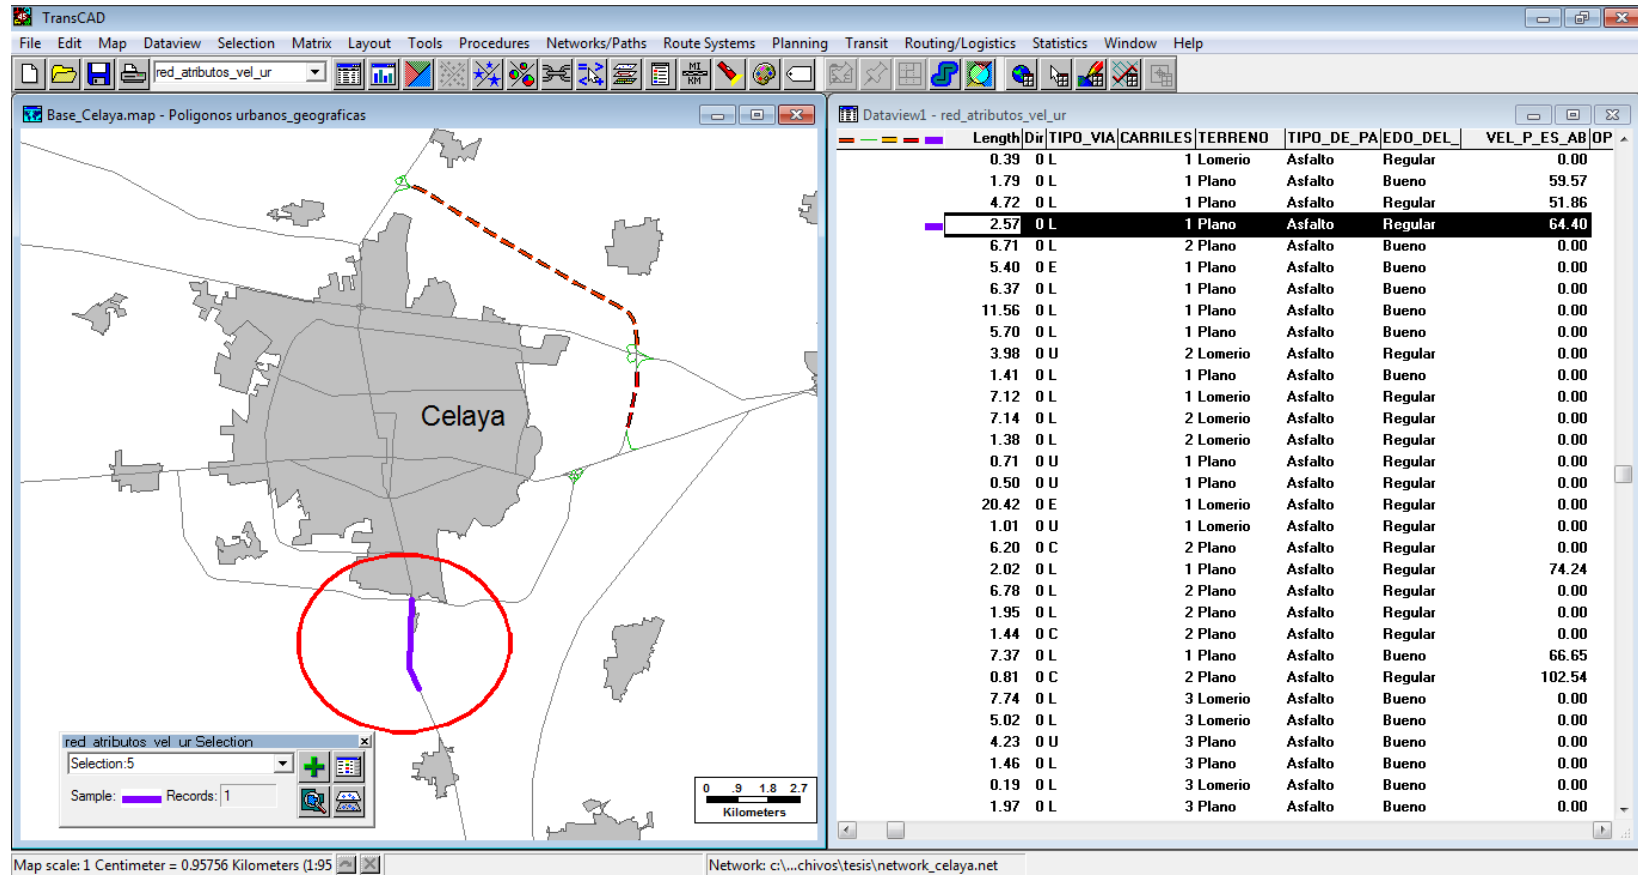 TransCAD
File Edit Map Dataview Selection Matrix Layout Tools Procedures Networks/Paths Route Systems Planning Transit Routing/Logistics Statistics Window Help
red_atributos_vel_ur
MI
KM
Base_Celaya.map - Poligonos urbanos_geograficas
Celaya
red atributos vel ur Selection
Selection:5
Sample: Records: 1
0 .9 1.8 2.7
Kilometers
Dataview1 - red_atributos_vel_ur
Length Dir TIPO_VIA CARRILES TERRENO TIPO_DE_PA EDO_DEL_ VEL_P_ES_AB OP
0.39 0 L 1 Lomerio Asfalto Regular 0.00
1.79 0 L 1 Plano Asfalto Bueno 59.57
4.72 0 L 1 Plano Asfalto Regular 51.86
2.57 0 L 1 Plano Asfalto Regular 64.40
6.71 0 L 2 Plano Asfalto Bueno 0.00
5.40 0 E 1 Plano Asfalto Bueno 0.00
6.37 0 L 1 Plano Asfalto Bueno 0.00
11.56 0 L 1 Plano Asfalto Bueno 0.00
5.70 0 L 1 Plano Asfalto Bueno 0.00
3.98 0 U 2 Lomerio Asfalto Regular 0.00
1.41 0 L 1 Plano Asfalto Bueno 0.00
7.12 0 L 1 Lomerio Asfalto Regular 0.00
7.14 0 L 2 Lomerio Asfalto Regular 0.00
1.38 0 L 2 Lomerio Asfalto Regular 0.00
0.71 0 U 1 Plano Asfalto Regular 0.00
0.50 0 U 1 Plano Asfalto Regular 0.00
20.42 0 E 1 Lomerio Asfalto Regular 0.00
1.01 0 U 1 Lomerio Asfalto Regular 0.00
6.20 0 C 2 Plano Asfalto Regular 0.00
2.02 0 L 1 Plano Asfalto Regular 74.24
6.78 0 L 2 Plano Asfalto Regular 0.00
1.95 0 L 2 Plano Asfalto Regular 0.00
1.44 0 C 2 Plano Asfalto Regular 0.00
7.37 0 L 1 Plano Asfalto Bueno 66.65
0.81 0 C 2 Plano Asfalto Regular 102.54
7.74 0 L 3 Lomerio Asfalto Bueno 0.00
5.02 0 L 3 Lomerio Asfalto Bueno 0.00
4.23 0 U 3 Plano Asfalto Bueno 0.00
1.46 0 L 3 Plano Asfalto Bueno 0.00
0.19 0 L 3 Lomerio Asfalto Bueno 0.00
1.97 0 L 3 Plano Asfalto Bueno 0.00
Map scale: 1 Centimeter = 0.95756 Kilometers (1:95
Network: c:\...chivos\tesis\network_celaya.net